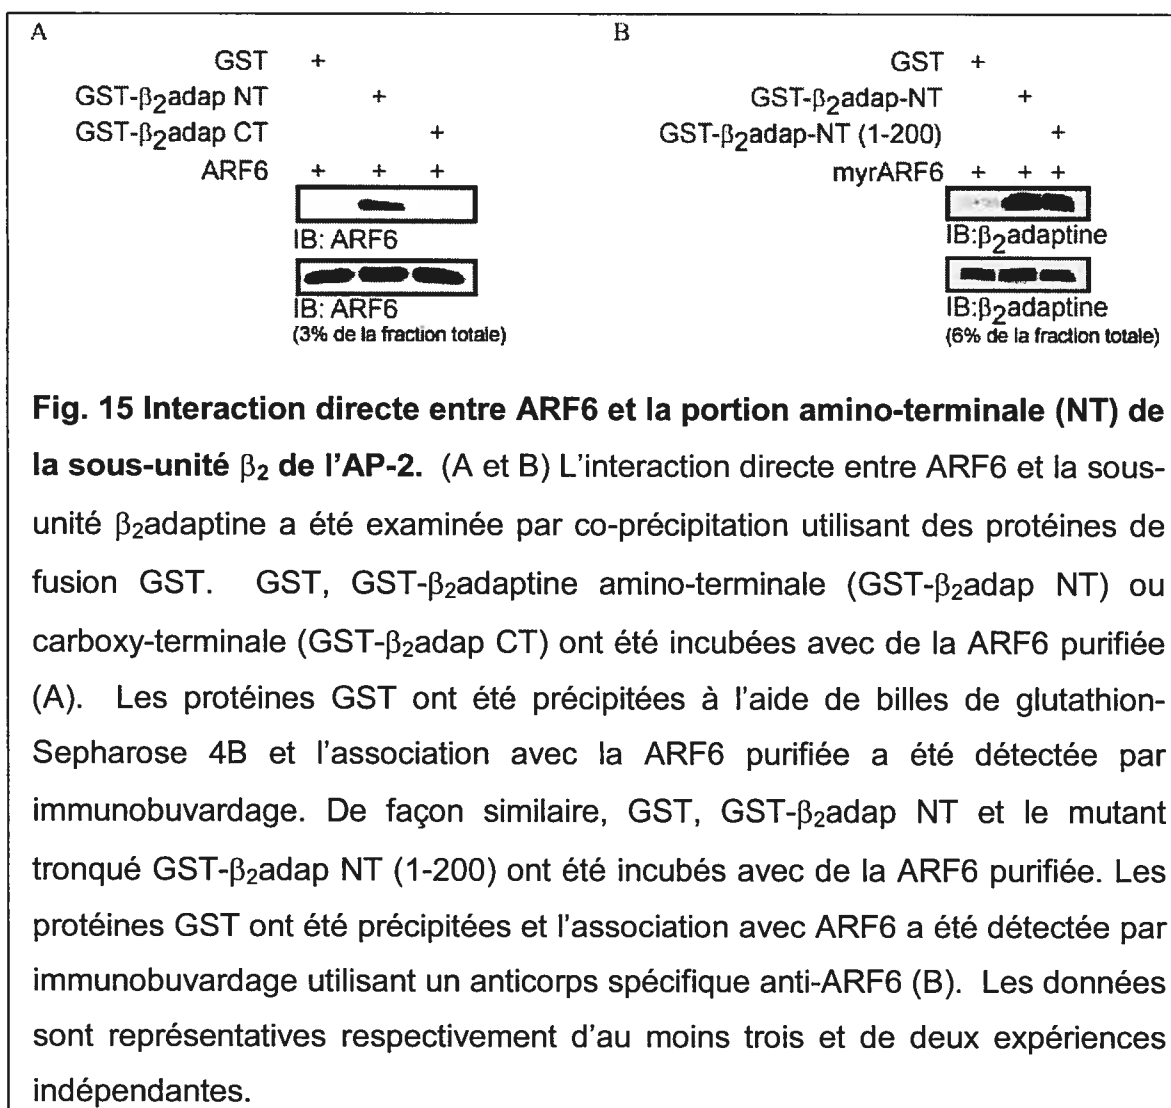 A
GST +
GST-β2adap NT +
GST-β2adap CT +
ARF6 + + +
IB: ARF6
IB: ARF6
(3% de la fraction totale)
B
GST +
GST-β2adap-NT +
GST-β2adap-NT (1-200) +
myrARF6 + + +
IB:β2adaptine
IB:β2adaptine
(6% de la fraction totale)
Fig. 15 Interaction directe entre ARF6 et la portion amino-terminale (NT) de
la sous-unité β2 de l'AP-2. (A et B) L'interaction directe entre ARF6 et la sous-
unité β2adaptine a été examinée par co-précipitation utilisant des protéines de
fusion GST. GST, GST-β2adaptine amino-terminale (GST-β2adap NT) ou
carboxy-terminale (GST-β2adap CT) ont été incubées avec de la ARF6 purifiée
(A). Les protéines GST ont été précipitées à l'aide de billes de glutathion-
Sepharose 4B et l'association avec la ARF6 purifiée a été détectée par
immunobuvardage. De façon similaire, GST, GST-β2adap NT et le mutant
tronqué GST-β2adap NT (1-200) ont été incubés avec de la ARF6 purifiée. Les
protéines GST ont été précipitées et l'association avec ARF6 a été détectée par
immunobuvardage utilisant un anticorps spécifique anti-ARF6 (B). Les données
sont représentatives respectivement d'au moins trois et de deux expériences
indépendantes.